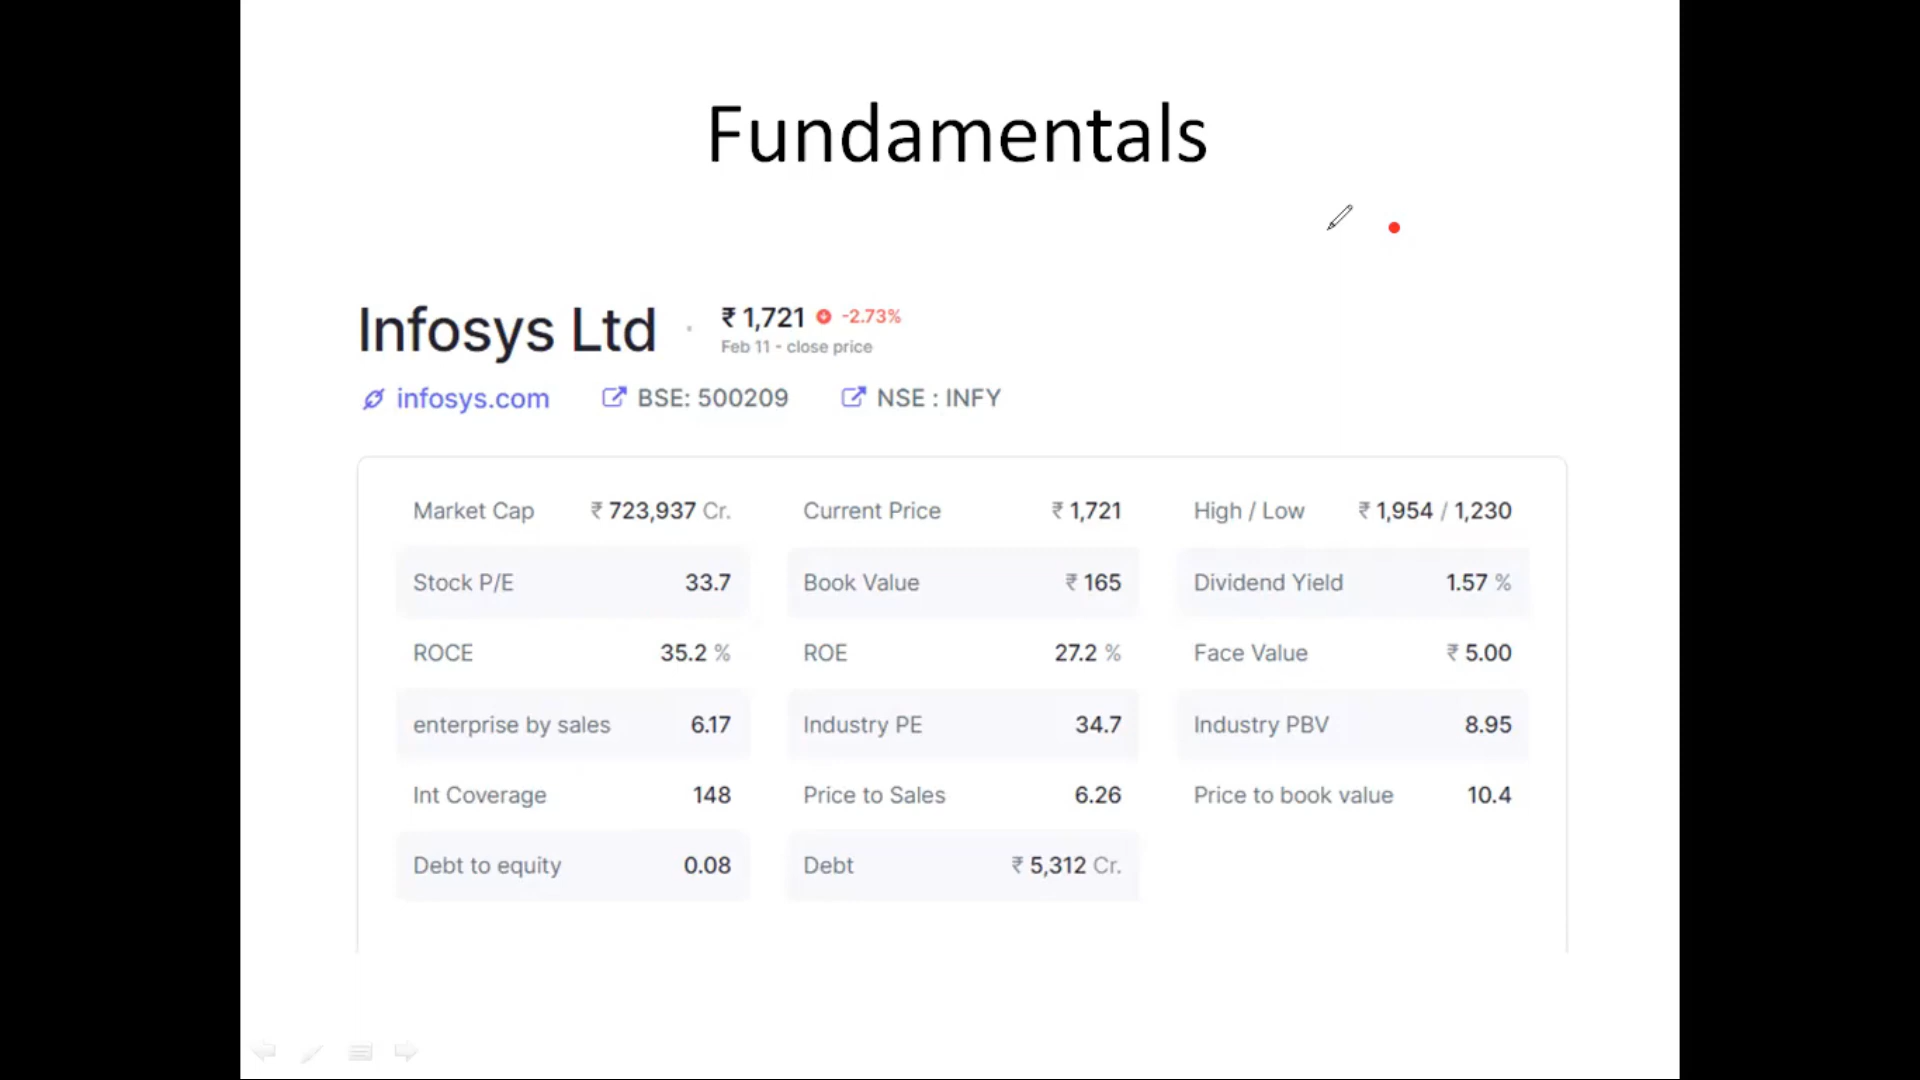 Fundamentals
Infosys Ltd · ₹ 1,721 -2.73%
Feb 11 - close price
infosys.com BSE: 500209 NSE : INFY
Market Cap ₹ 723,937 Cr. Current Price ₹ 1,721 High / Low ₹ 1,954 / 1,230
Stock P/E 33.7 Book Value ₹ 165 Dividend Yield 1.57 %
ROCE 35.2 % ROE 27.2 % Face Value ₹ 5.00
enterprise by sales 6.17 Industry PE 34.7 Industry PBV 8.95
Int Coverage 148 Price to Sales 6.26 Price to book value 10.4
Debt to equity 0.08 Debt ₹ 5,312 Cr.